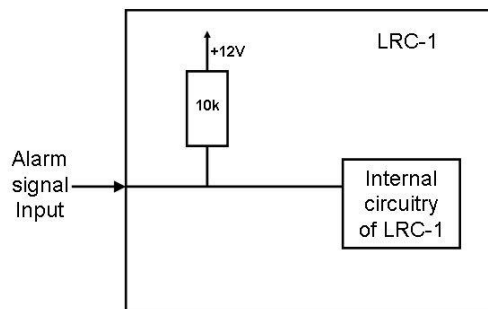 LRC-1
+12V
10k
Alarm
signal
Input
Internal
circuitry
of LRC-1